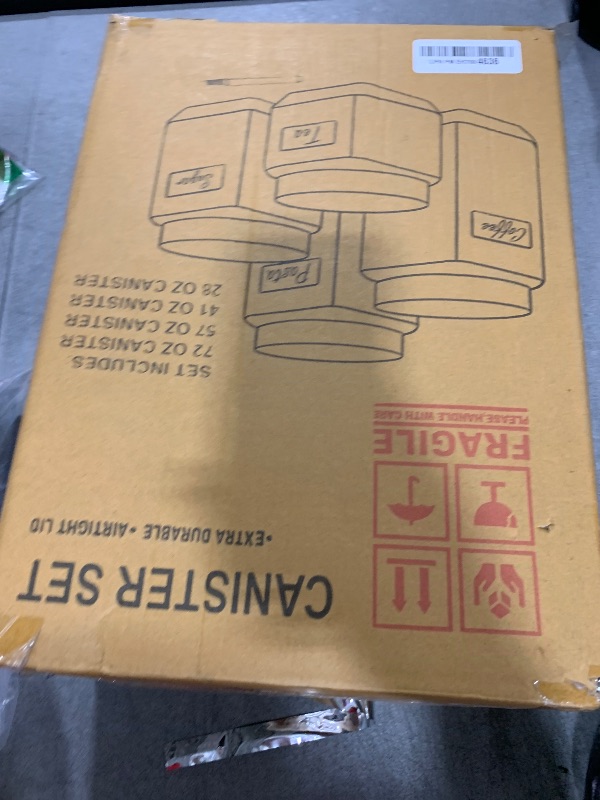 CANISTER SET
•EXTRA DURABLE •AIRTIGHT LID
FRAGILE
PLEASE,HANDLE WITH CARE
SET INCLUDES
72 OZ CANISTER
57 OZ CANISTER
41 OZ CANISTER
28 OZ CANISTER
Pasta
Coffee
Sugar
Tea